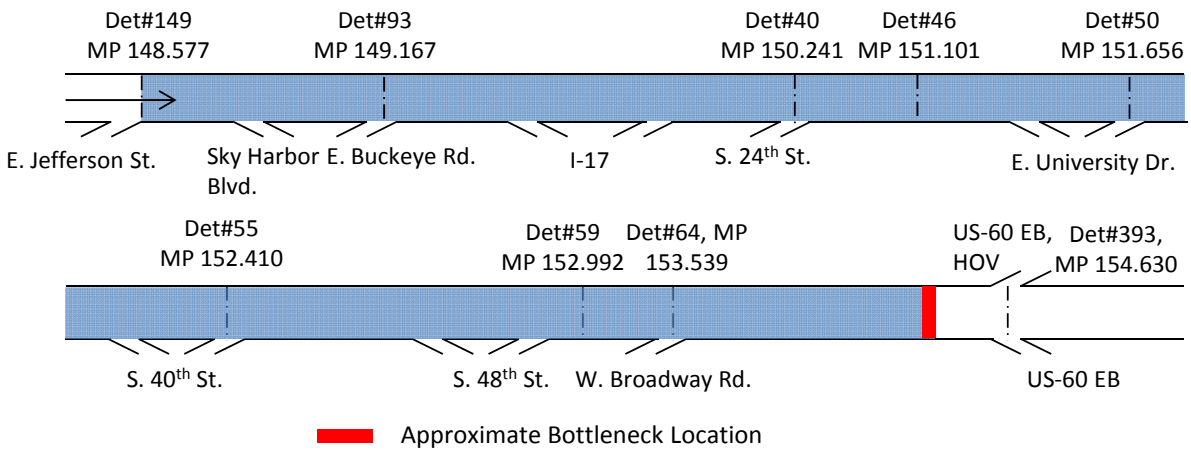 Det#149
MP 148.577
Det#93
MP 149.167
Det#40
MP 150.241
Det#46
MP 151.101
Det#50
MP 151.656
E. Jefferson St.
Sky Harbor
Blvd.
E. Buckeye Rd.
I-17
S. 24th St.
E. University Dr.
Det#55
MP 152.410
Det#59
MP 152.992
Det#64, MP
153.539
US-60 EB,
HOV
Det#393,
MP 154.630
S. 40th St.
S. 48th St.
W. Broadway Rd.
US-60 EB
Approximate Bottleneck Location